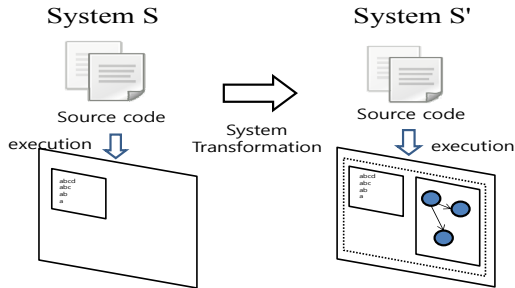 System S
System S'
Source code
Source code
System
Transformation
execution
execution
abcd
abc
ab
a
abcd
abc
ab
a